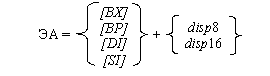 ЭА =
[BX]
[BP]
[DI]
[SI]
+
disp8
disp16